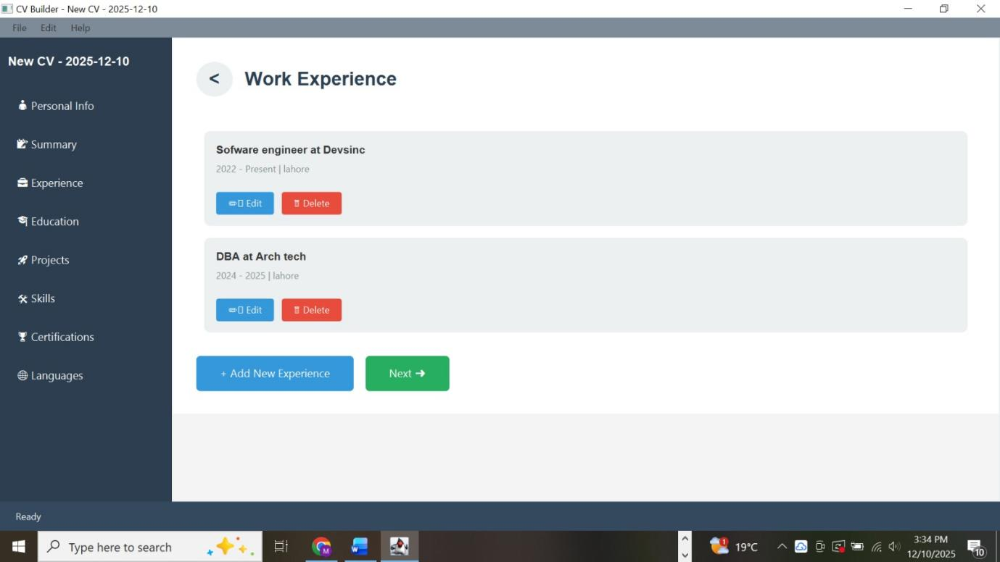 CV Builder - New CV - 2025-12-10
File Edit Help
New CV - 2025-12-10
Personal Info
Summary
Experience
Education
Projects
Skills
Certifications
Languages
< Work Experience
Sofware engineer at Devsinc
2022 - Present | lahore
Edit Delete
DBA at Arch tech
2024 - 2025 | lahore
Edit Delete
+ Add New Experience Next ➜
Ready
Type here to search
1 19°C
3:34 PM
12/10/2025
10